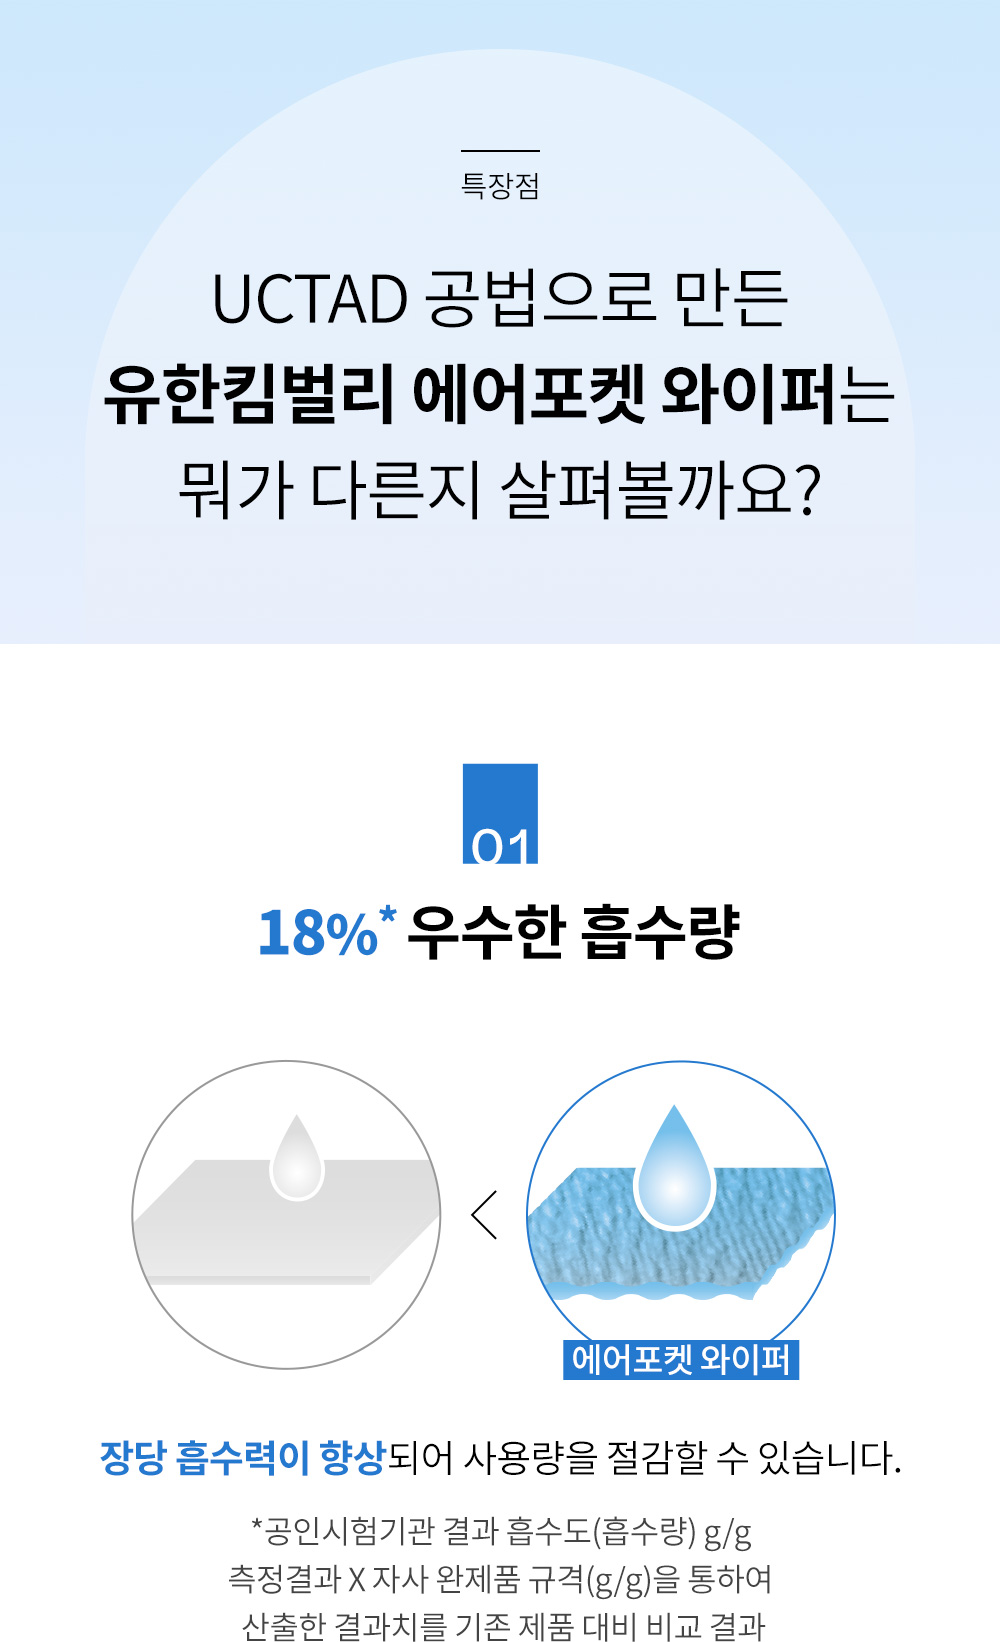 특장점
UCTAD 공법으로 만든
유한킴벌리 에어포켓 와이퍼는
뭐가 다른지 살펴볼까요?
01
18%* 우수한 흡수량
<
에어포켓 와이퍼
장당 흡수력이 향상되어 사용량을 절감할 수 있습니다.
*공인시험기관 결과 흡수도(흡수량) g/g
측정결과 X 자사 완제품 규격(g/g)을 통하여
산출한 결과치를 기존 제품 대비 비교 결과